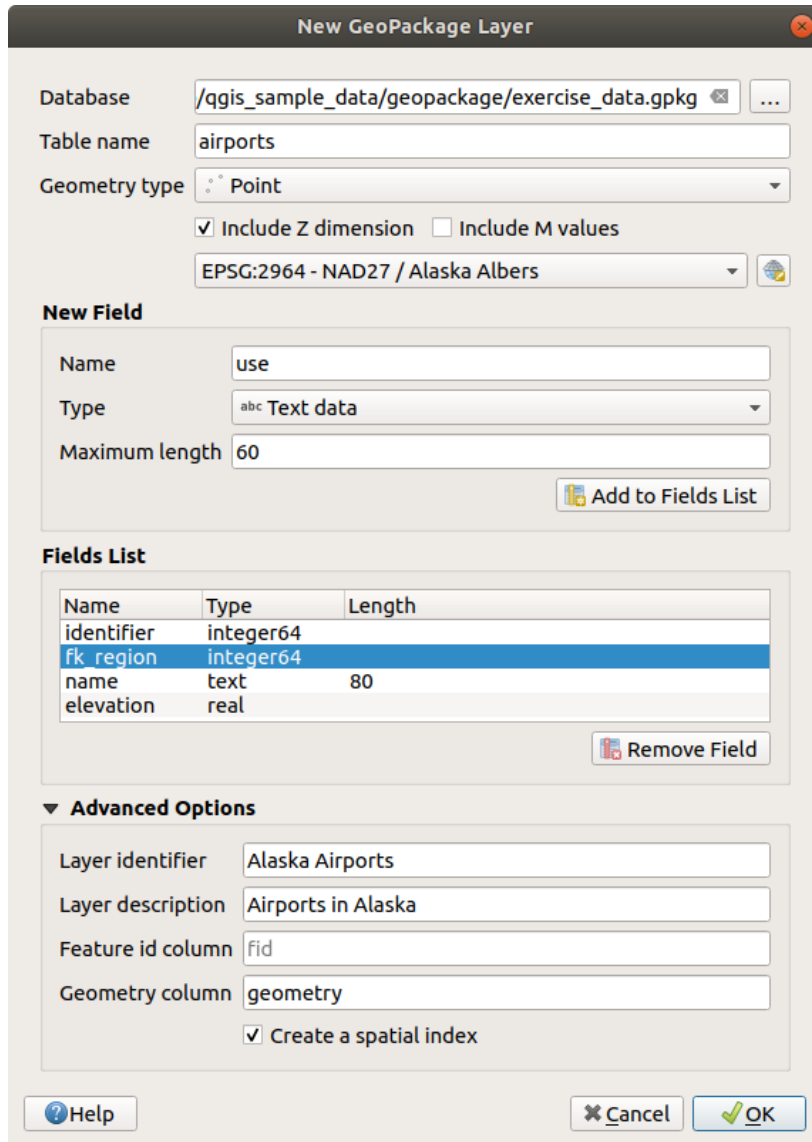 New GeoPackage Layer
Database /qgis_sample_data/geopackage/exercise_data.gpkg ...
Table name airports
Geometry type Point
Include Z dimension Include M values
EPSG:2964 - NAD27 / Alaska Albers
New Field
Name use
Type abc Text data
Maximum length 60
Add to Fields List
Fields List
Name Type Length
identifier integer64
fk_region integer64
name text 80
elevation real
Remove Field
Advanced Options
Layer identifier Alaska Airports
Layer description Airports in Alaska
Feature id column fid
Geometry column geometry
Create a spatial index
Help Cancel OK